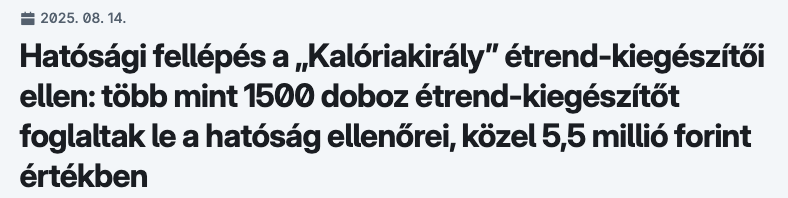 2025. 08. 14.
Hatósági fellépés a „Kalóriakirály” étrend-kiegészítői
ellen: több mint 1500 doboz étrend-kiegészítőt
foglaltak le a hatóság ellenőrei, közel 5,5 millió forint
értékben